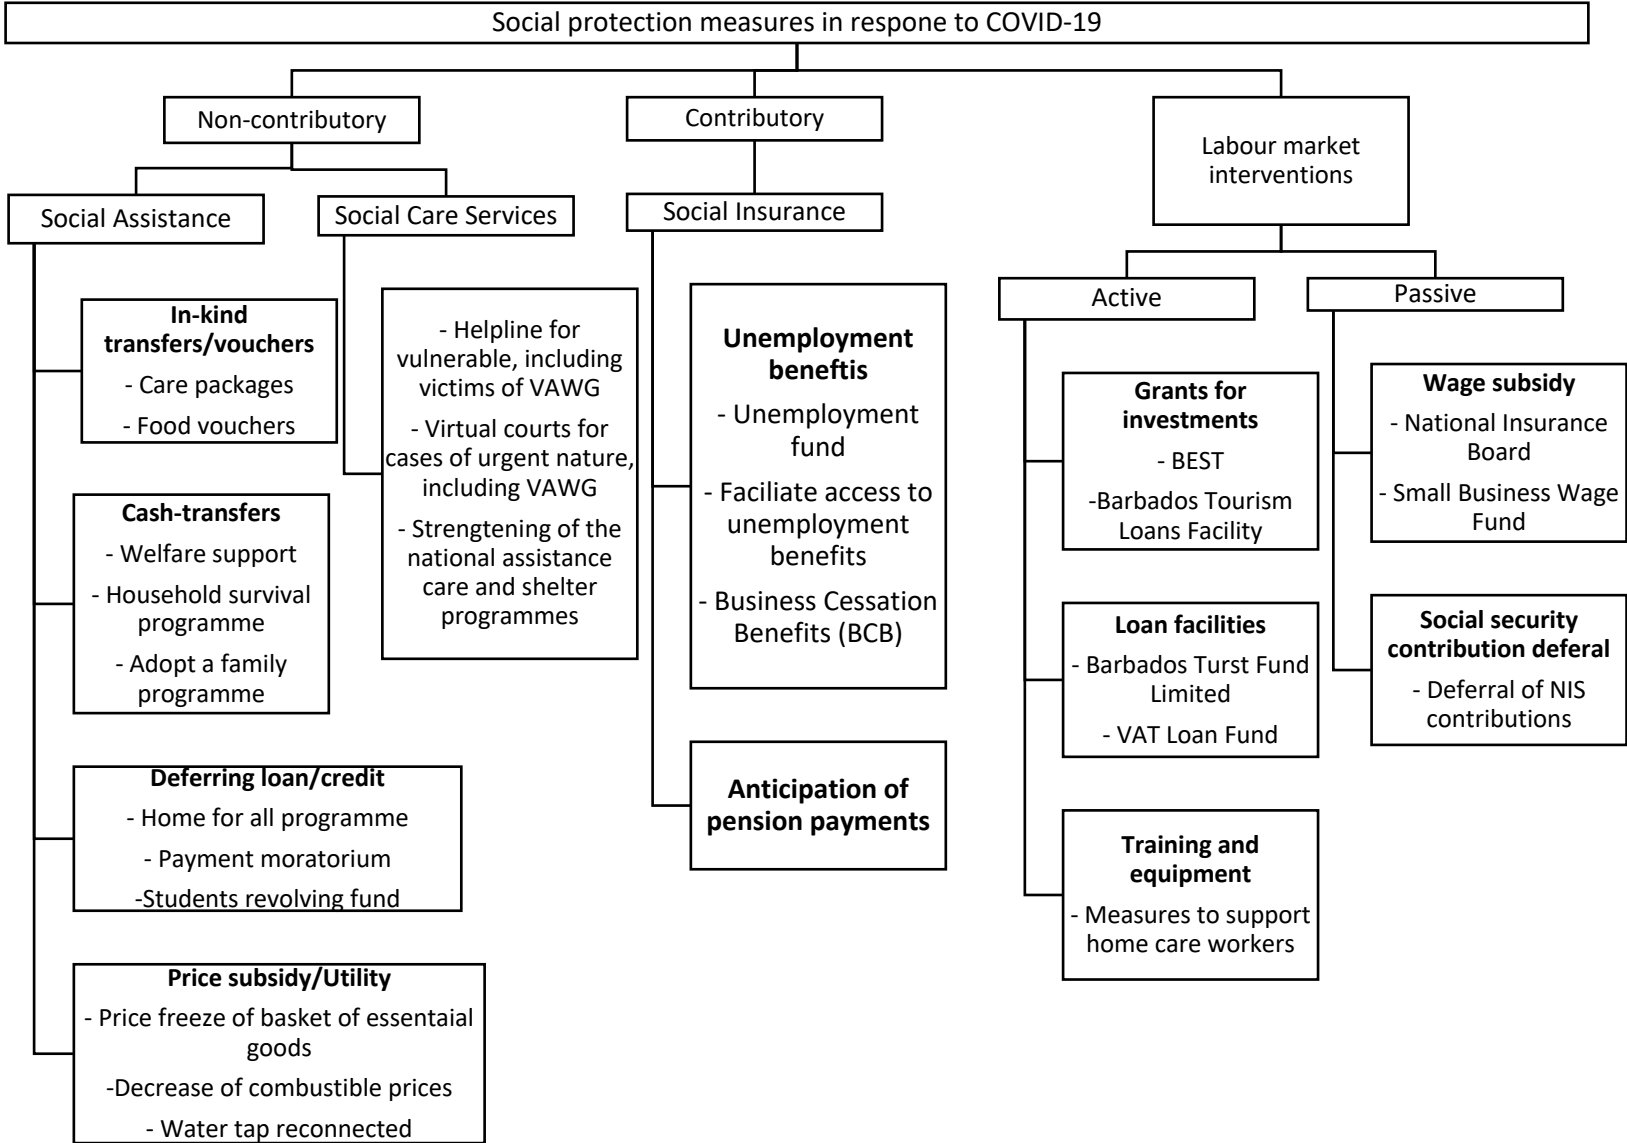 Social protection measures in respone to COVID-19
Non-contributory
Social Assistance
In-kind
transfers/vouchers
- Care packages
- Food vouchers
Cash-transfers
- Welfare support
- Household survival
programme
- Adopt a family
programme
Deferring loan/credit
- Home for all programme
- Payment moratorium
-Students revolving fund
Price subsidy/Utility
- Price freeze of basket of essentaial
goods
-Decrease of combustible prices
- Water tap reconnected
Social Care Services
- Helpline for
vulnerable, including
victims of VAWG
- Virtual courts for
cases of urgent nature,
including VAWG
- Strengtening of the
national assistance
care and shelter
programmes
Contributory
Social Insurance
Unemployment
beneftis
- Unemployment
fund
- Faciliate access to
unemployment
benefits
- Business Cessation
Benefits (BCB)
Anticipation of
pension payments
Labour market
interventions
Active
Grants for
investments
- BEST
-Barbados Tourism
Loans Facility
Loan facilities
- Barbados Turst Fund
Limited
- VAT Loan Fund
Training and
equipment
- Measures to support
home care workers
Passive
Wage subsidy
- National Insurance
Board
- Small Business Wage
Fund
Social security
contribution deferal
- Deferral of NIS
contributions